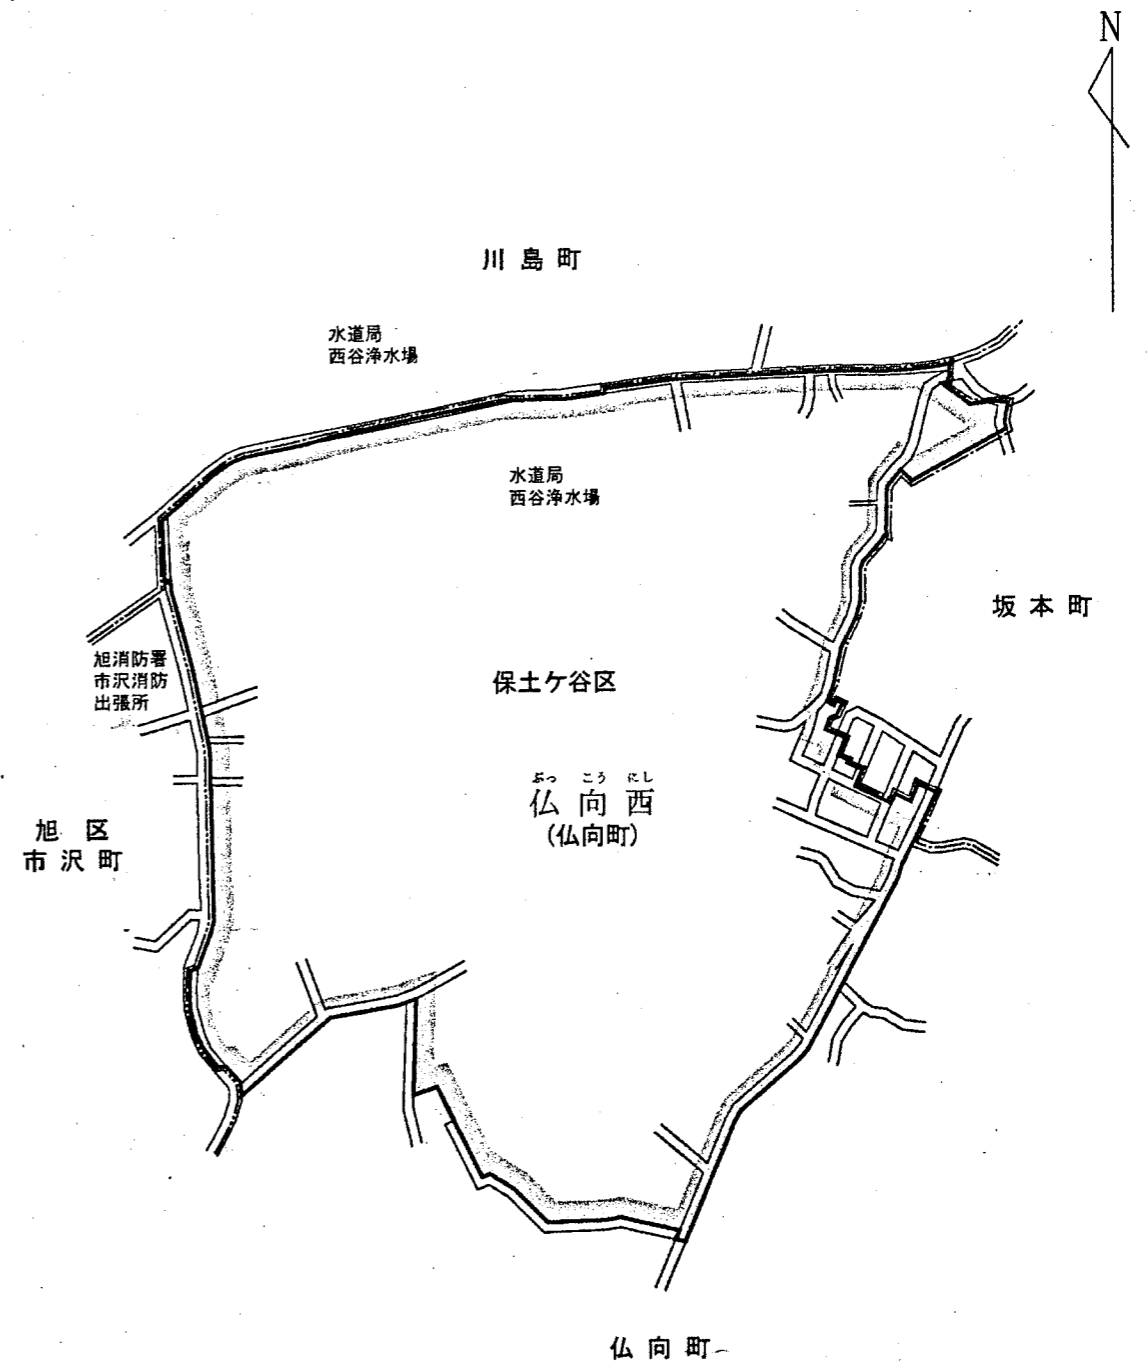 N
川島町
水道局
西谷浄水場
水道局
西谷浄水場
坂本町
旭消防署
市沢消防
出張所
保土ケ谷区
ぶっ こう にし
仏向西
(仏向町)
旭区
市沢町
仏向町